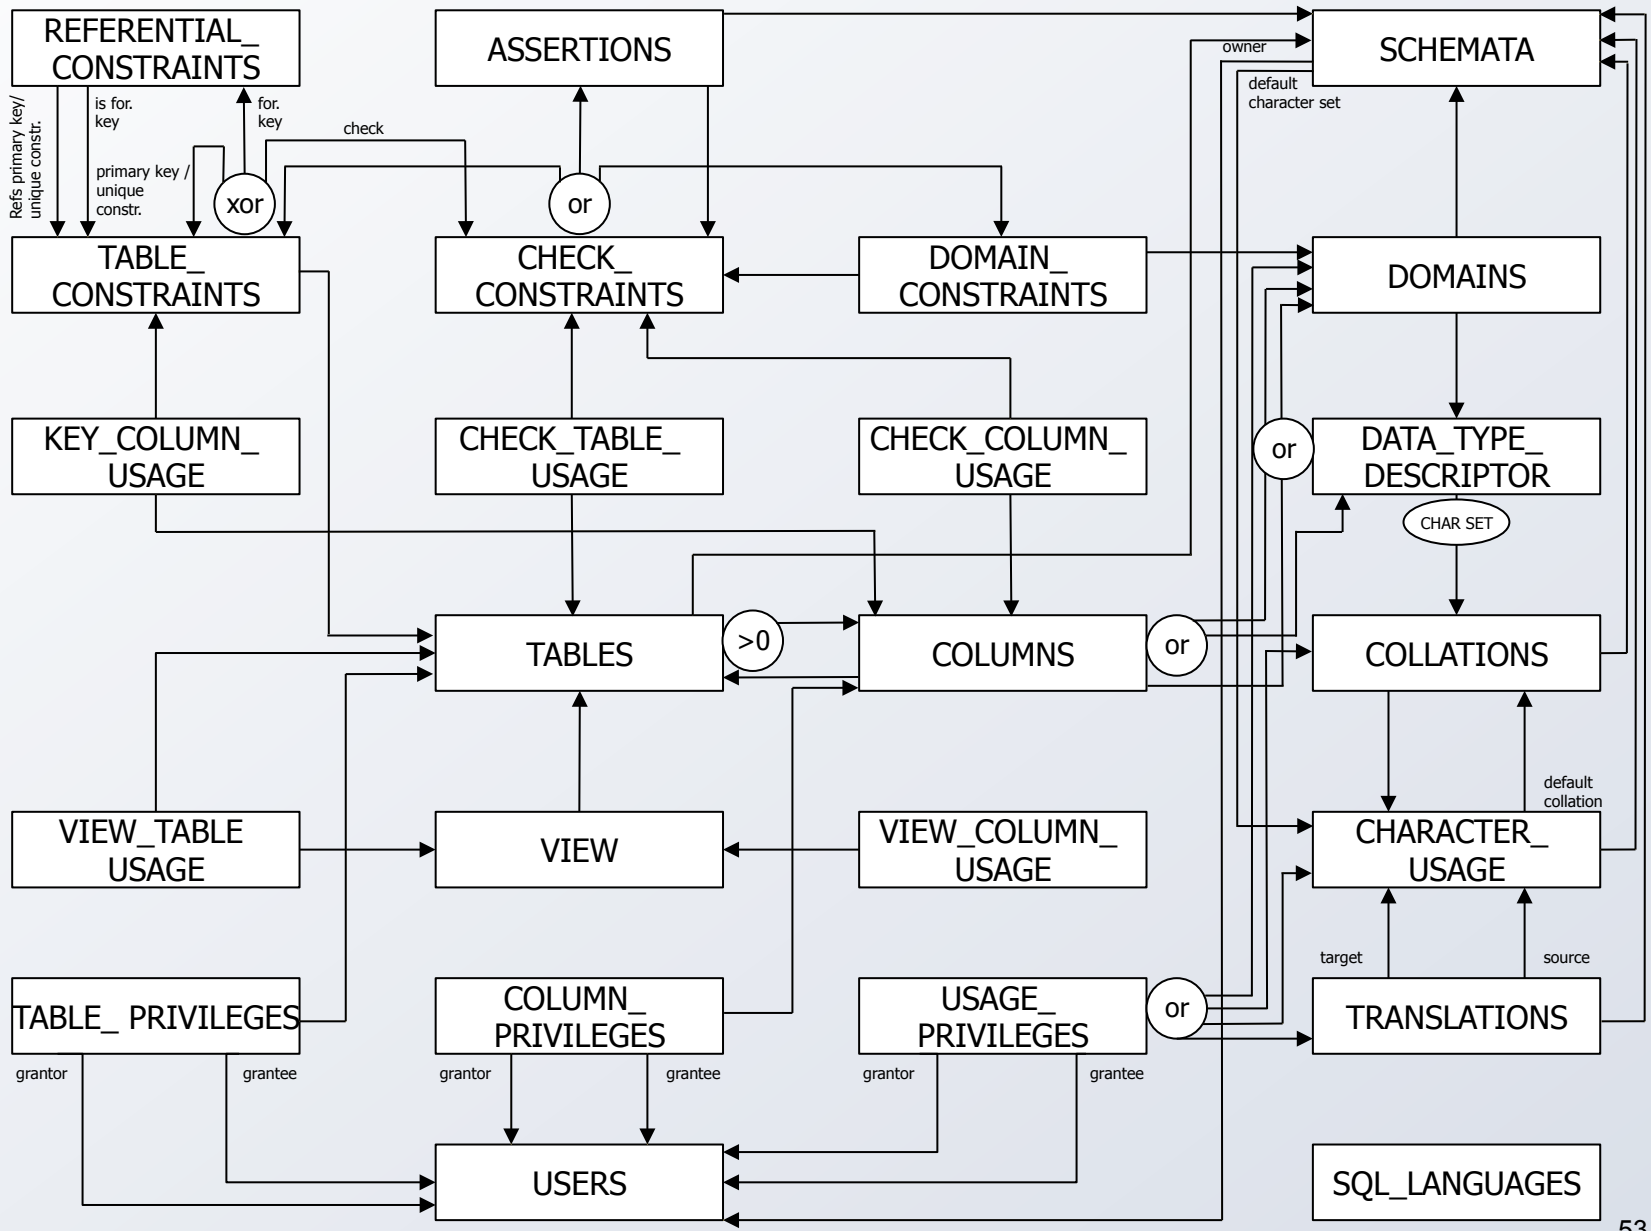 REFERENTIAL_
CONSTRAINTS
ASSERTIONS
SCHEMATA
owner
default
character set
Refs primary key/
unique constr.
is for.
key
for.
key
check
primary key /
unique
constr.
xor
or
TABLE_
CONSTRAINTS
CHECK_
CONSTRAINTS
DOMAIN_
CONSTRAINTS
DOMAINS
KEY_COLUMN_
USAGE
CHECK_TABLE_
USAGE
CHECK_COLUMN_
USAGE
or
DATA_TYPE_
DESCRIPTOR
CHAR SET
TABLES
>0
COLUMNS
or
COLLATIONS
default
collation
VIEW_TABLE
USAGE
VIEW
VIEW_COLUMN_
USAGE
CHARACTER_
USAGE
target
source
TABLE_ PRIVILEGES
COLUMN_
PRIVILEGES
USAGE_
PRIVILEGES
or
TRANSLATIONS
grantor
grantee
grantor
grantee
grantor
grantee
USERS
SQL_LANGUAGES
53